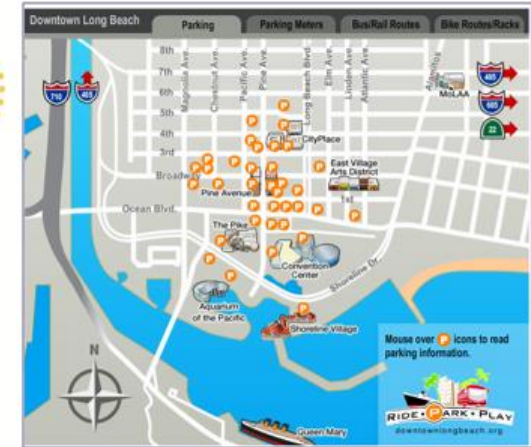 Downtown Long Beach
Parking
Parking Meters
Bus/Rail Routes
Bike Routes/Racks
8th
7th
6th
5th
4th
3rd
Broadway
Ocean Blvd.
1st
Magnolia Ave.
Chestnut Ave.
Pacific Ave.
Pine Ave.
Long Beach Blvd.
Elm Ave.
Linden Ave.
Atlantic Ave.
Alamitos
MoLAA
710
405
405
605
22
CityPlace
East Village
Arts District
Pine Avenue
The Pike
Convention
Center
Shoreline Dr.
Aquarium
of the Pacific
Shoreline Village
Queen Mary
N
Mouse over P icons to read
parking information.
RIDE • PARK • PLAY
downtownlongbeach.org